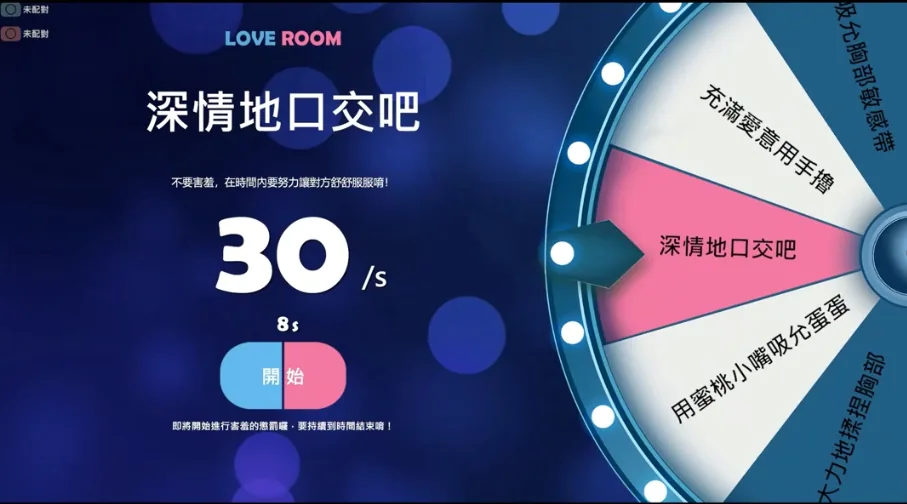 未配對
未配對
LOVE ROOM
深情地口交吧
不要害羞，在時間內要努力讓對方舒舒服服唷！
30 /s
8 s
開始
即將開始進行害羞的懲罰囉，要持續到時間結束唷！
吸允胸部敏感帶
充滿愛意用手擼
深情地口交吧
用蜜桃小嘴吸允蛋蛋
大力地揉捏胸部